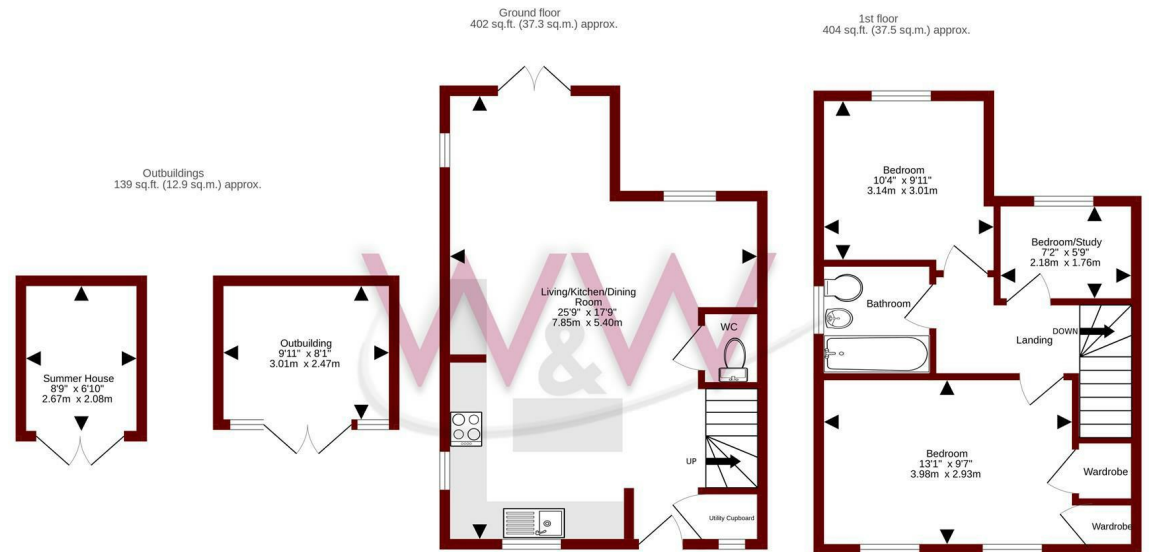 Ground floor
402 sq.ft. (37.3 sq.m.) approx.
1st floor
404 sq.ft. (37.5 sq.m.) approx.
Outbuildings
139 sq.ft. (12.9 sq.m.) approx.
Summer House
8'9" x 6'10"
2.67m x 2.08m
Outbuilding
9'11" x 8'1"
3.01m x 2.47m
Living/Kitchen/Dining
Room
25'9" x 17'9"
7.85m x 5.40m
WC
UP
Utility Cupboard
Bedroom
10'4" x 9'11"
3.14m x 3.01m
Bedroom/Study
7'2" x 5'9"
2.18m x 1.76m
Bathroom
DOWN
Landing
Bedroom
13'1" x 9'7"
3.98m x 2.93m
Wardrobe
Wardrobe
W&W